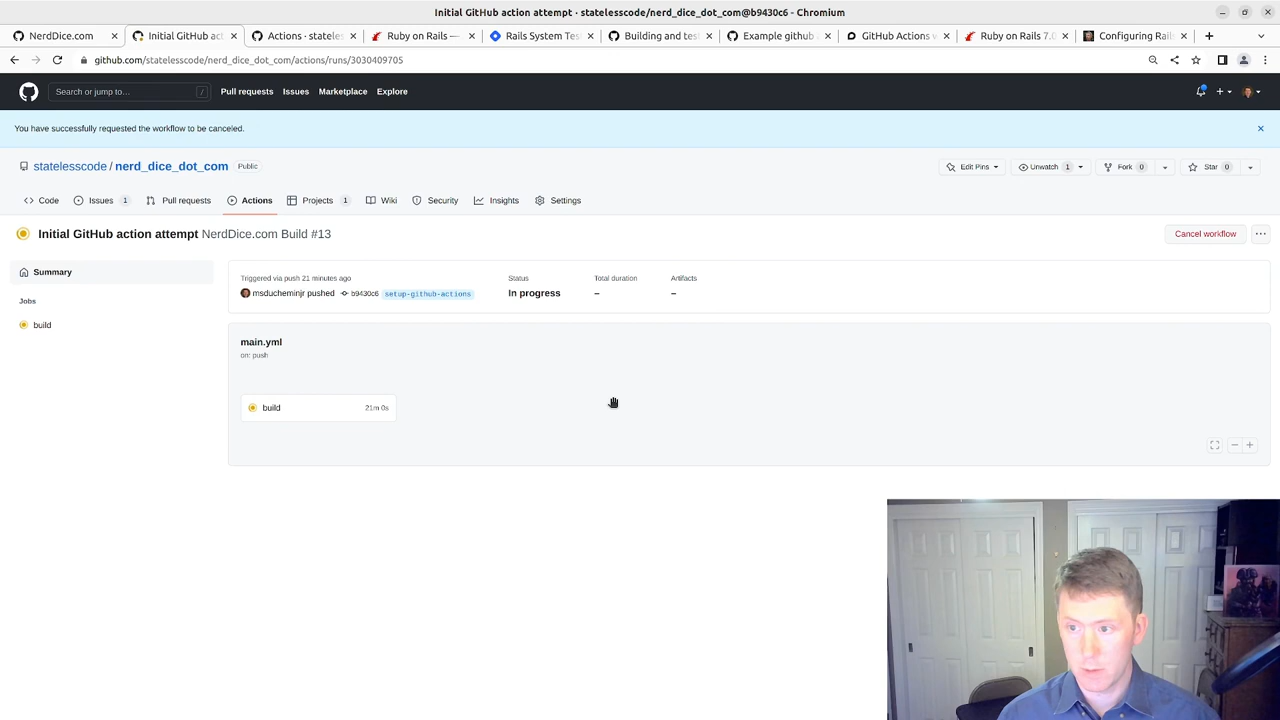 Initial GitHub action attempt · statelesscode/nerd_dice_dot_com@b9430c6 - Chromium
NerdDice.com
Initial GitHub ac
Actions · stateles
Ruby on Rails —
Rails System Tes
Building and tes
Example github
GitHub Actions v
Ruby on Rails 7.0
Configuring Rails
github.com/statelesscode/nerd_dice_dot_com/actions/runs/3030409705
Search or jump to…
/
Pull requests
Issues
Marketplace
Explore
You have successfully requested the workflow to be canceled.
statelesscode / nerd_dice_dot_com
Public
Edit Pins
Unwatch 1
Fork 0
Star 0
Code
Issues 1
Pull requests
Actions
Projects 1
Wiki
Security
Insights
Settings
Initial GitHub action attempt NerdDice.com Build #13
Cancel workflow
Summary
Jobs
build
Triggered via push 21 minutes ago
msducheminjr pushed b9430c6 setup-github-actions
Status
In progress
Total duration
–
Artifacts
–
main.yml
on: push
build
21m 0s